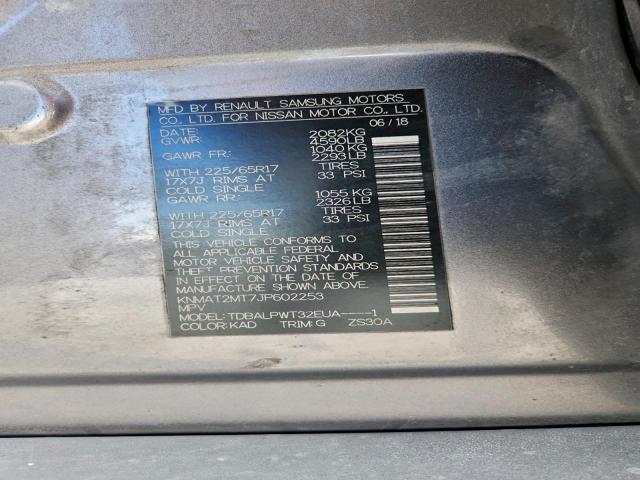 MFD BY RENAULT SAMSUNG MOTORS
CO., LTD. FOR NISSAN MOTOR CO., LTD.
DATE: 06/18
GVWR: 2082KG
4590LB
GAWR FR: 1040 KG
2293LB
WITH 225/65R17 TIRES
17X7J RIMS AT 33 PSI
COLD SINGLE
GAWR RR: 1055 KG
2326LB
WITH 225/65R17 TIRES
17X7J RIMS AT 33 PSI
COLD SINGLE
THIS VEHICLE CONFORMS TO
ALL APPLICABLE FEDERAL
MOTOR VEHICLE SAFETY AND
THEFT PREVENTION STANDARDS
IN EFFECT ON THE DATE OF
MANUFACTURE SHOWN ABOVE.
KNMAT2MT7JP602253
MPV
MODEL: TDBALPWT32EUA----1
COLOR: KAD TRIM: G ZS30A